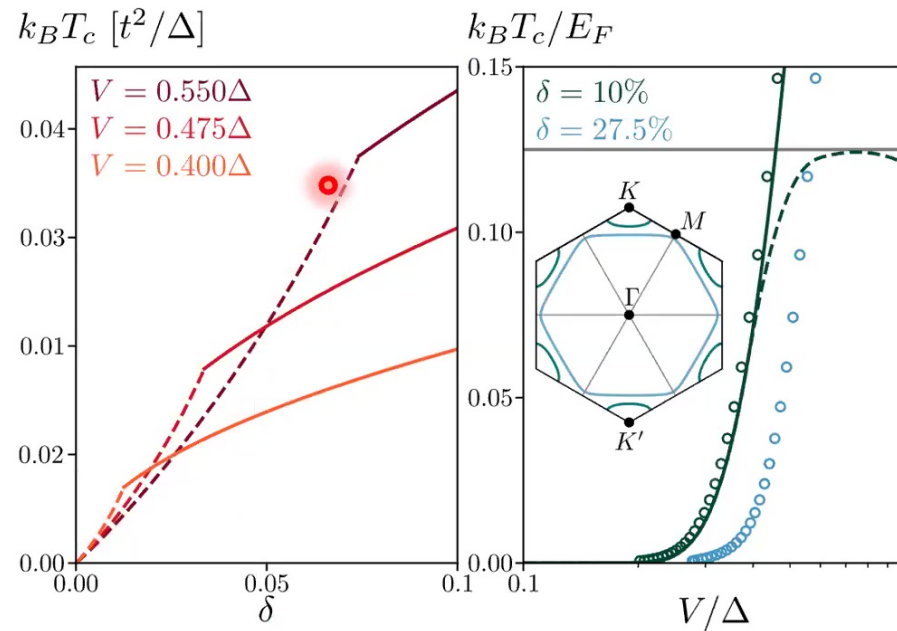 k_BT_c [t²/Δ]
V = 0.550Δ
V = 0.475Δ
V = 0.400Δ
0.04
0.03
0.01
0.02
0.00
0.00
0.05
0.1
δ
k_BT_c/E_F
0.15
δ = 10%
δ = 27.5%
K
M
Γ
K′
0.10
0.05
0.00
0.1
V/Δ